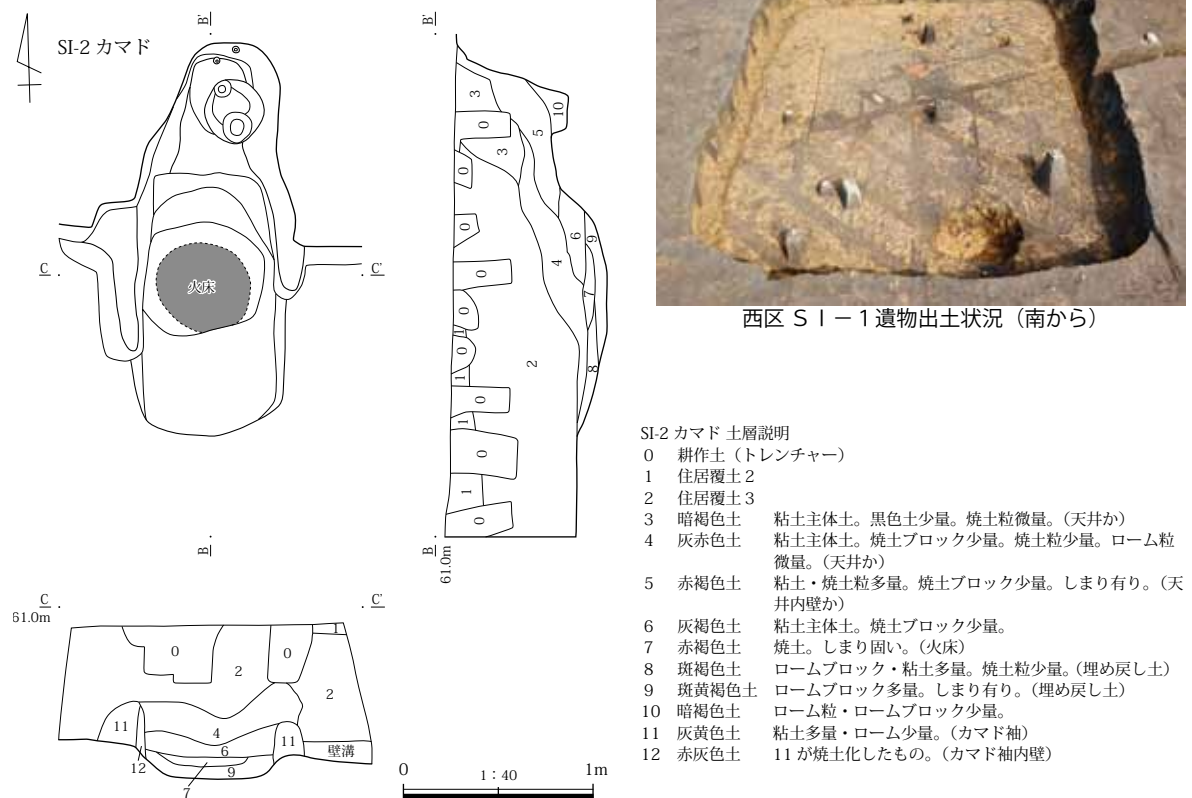 SI-2 カマド
B
B'
C
C'
火床
B
B'
3
0
10
5
3
0
0
4
6
9
0
7
0
1
0
2
8
1
0
1
0
1
0
61.0m
C
C'
61.0m
0
2
0
1
2
11
4
11
6
12
7
9
壁溝
0
1:40
1m
西区 SI-1遺物出土状況(南から)
SI-2 カマド 土層説明
0 耕作土(トレンチャー)
1 住居覆土2
2 住居覆土3
3 暗褐色土 粘土主体土。黒色土少量。焼土粒微量。(天井か)
4 灰赤色土 粘土主体土。焼土ブロック少量。焼土粒少量。ローム粒
微量。(天井か)
5 赤褐色土 粘土・焼土粒多量。焼土ブロック少量。しまり有り。(天
井内壁か)
6 灰褐色土 粘土主体土。焼土ブロック少量。
7 赤褐色土 焼土。しまり固い。(火床)
8 斑褐色土 ロームブロック・粘土多量。焼土粒少量。(埋め戻し土)
9 斑黄褐色土 ロームブロック多量。しまり有り。(埋め戻し土)
10 暗褐色土 ローム粒・ロームブロック少量。
11 灰黄色土 粘土多量・ローム少量。(カマド袖)
12 赤灰色土 11 が焼土化したもの。(カマド袖内壁)